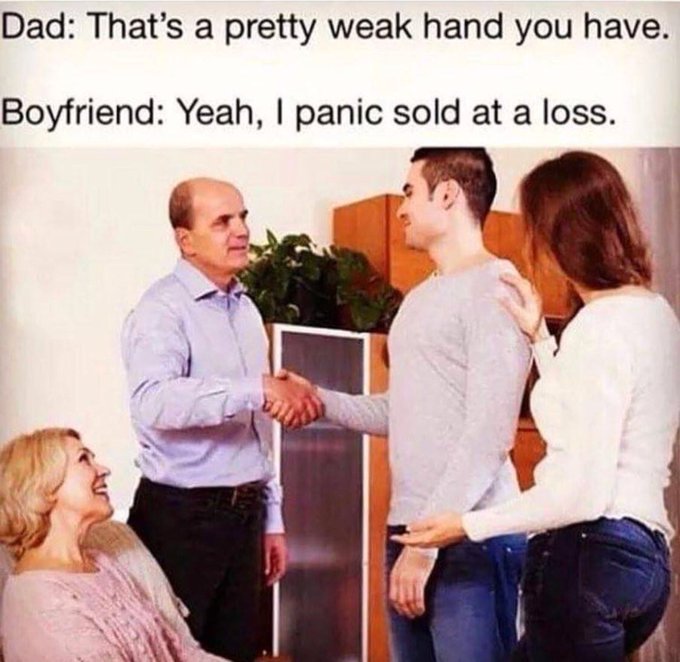 Dad: That's a pretty weak hand you have.
Boyfriend: Yeah, I panic sold at a loss.